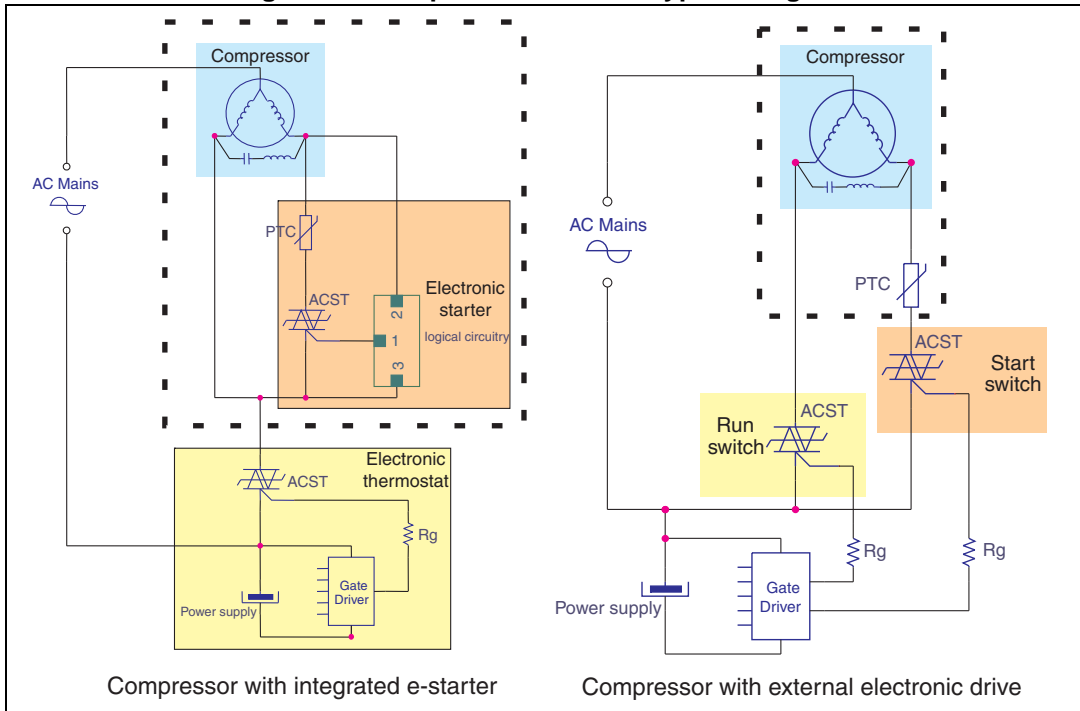 Compressor
AC Mains
PTC
ACST
Electronic
starter
logical circuitry
2
1
3
Electronic
thermostat
ACST
Rg
Gate
Driver
Power supply
Compressor with integrated e-starter
Compressor
AC Mains
PTC
ACST
Start
switch
ACST
Run
switch
Rg
Rg
Gate
Driver
Power supply
Compressor with external electronic drive